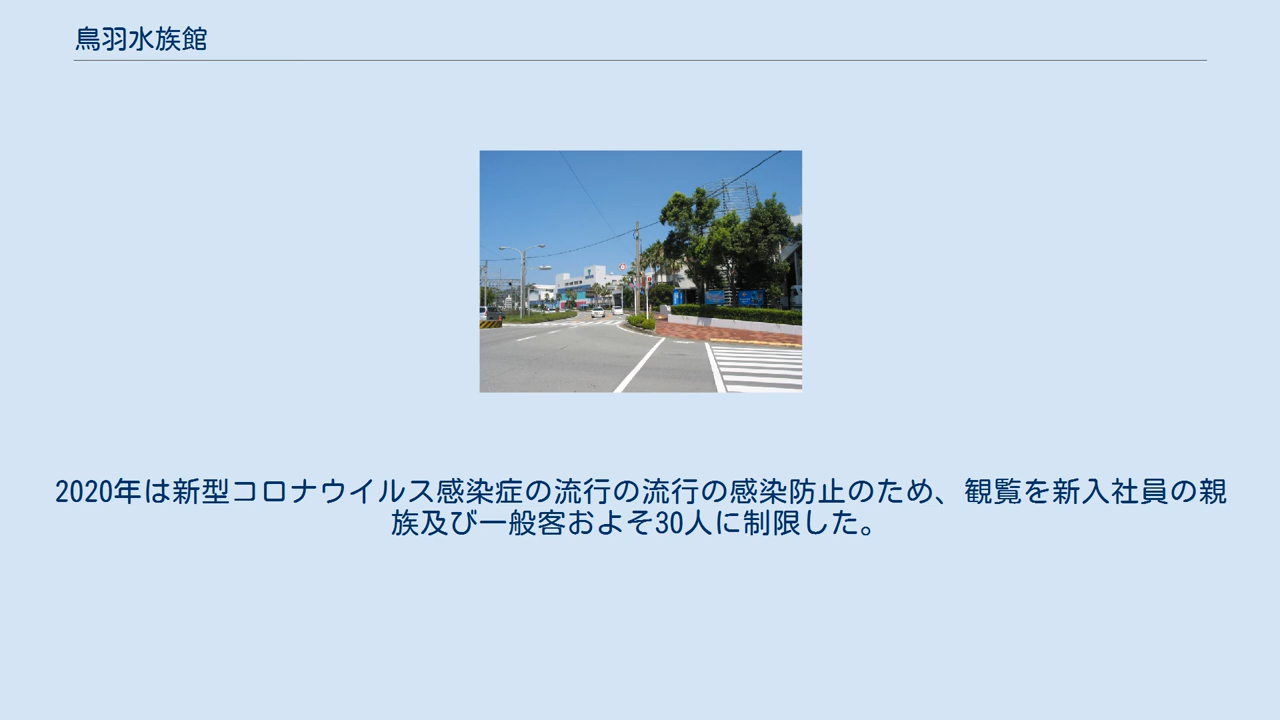 鳥羽水族館
2020年は新型コロナウイルス感染症の流行の流行の感染防止のため、観覧を新入社員の親
族及び一般客およそ30人に制限した。